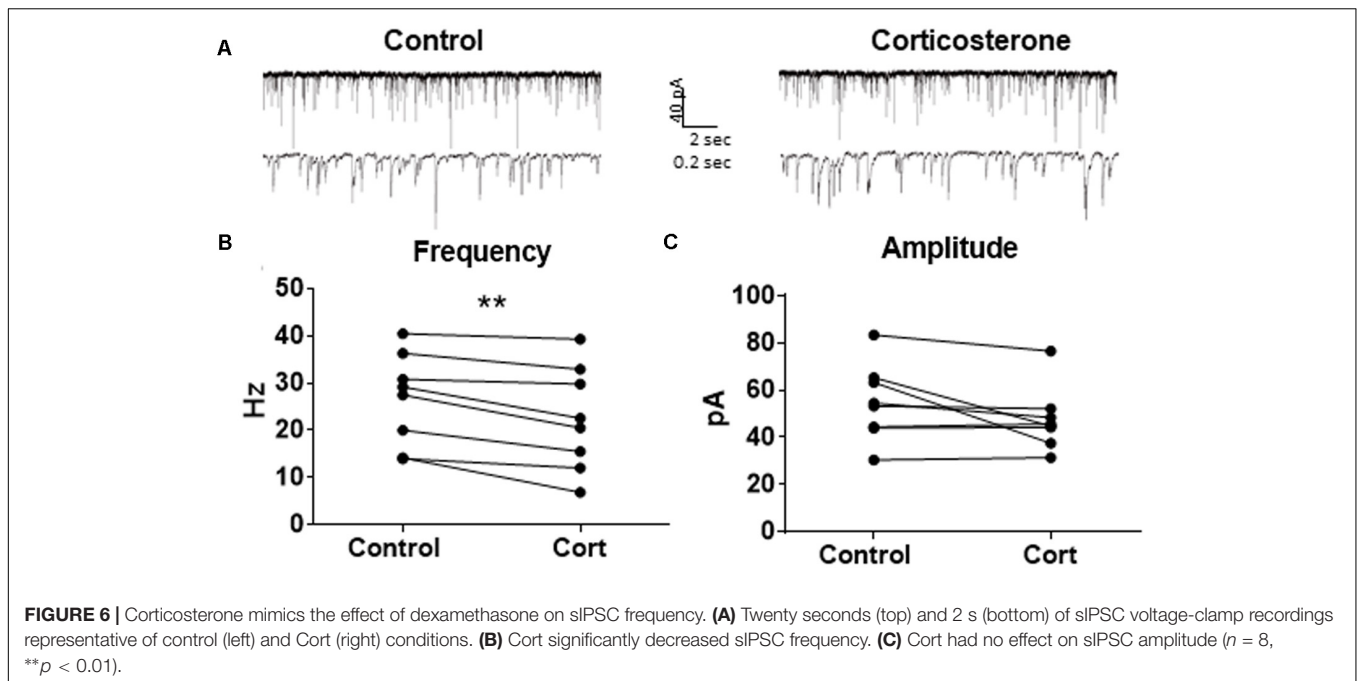 A
Control
Corticosterone
40 pA
2 sec
0.2 sec
B
Frequency
C
Amplitude
50
40
30
20
10
0
Hz
**
Control
Cort
100
80
60
40
20
0
pA
Control
Cort
FIGURE 6 | Corticosterone mimics the effect of dexamethasone on sIPSC frequency. (A) Twenty seconds (top) and 2 s (bottom) of sIPSC voltage-clamp recordings
representative of control (left) and Cort (right) conditions. (B) Cort significantly decreased sIPSC frequency. (C) Cort had no effect on sIPSC amplitude (n = 8,
**p < 0.01).